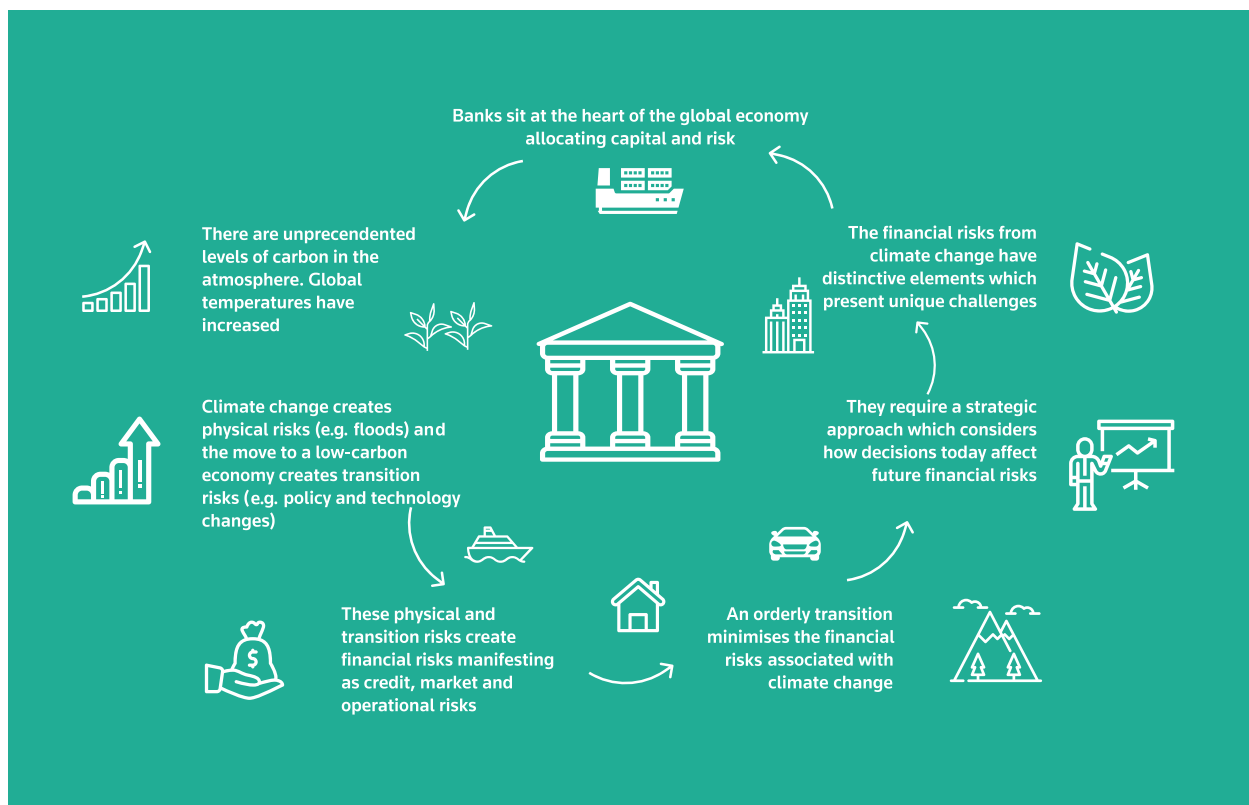 Banks sit at the heart of the global economy
allocating capital and risk
There are unprecendented
levels of carbon in the
atmosphere. Global
temperatures have
increased
Climate change creates
physical risks (e.g. floods) and
the move to a low-carbon
economy creates transition
risks (e.g. policy and technology
changes)
These physical and
transition risks create
financial risks manifesting
as credit, market and
operational risks
$
An orderly transition
minimises the financial
risks associated with
climate change
They require a strategic
approach which considers
how decisions today affect
future financial risks
The financial risks from
climate change have
distinctive elements which
present unique challenges